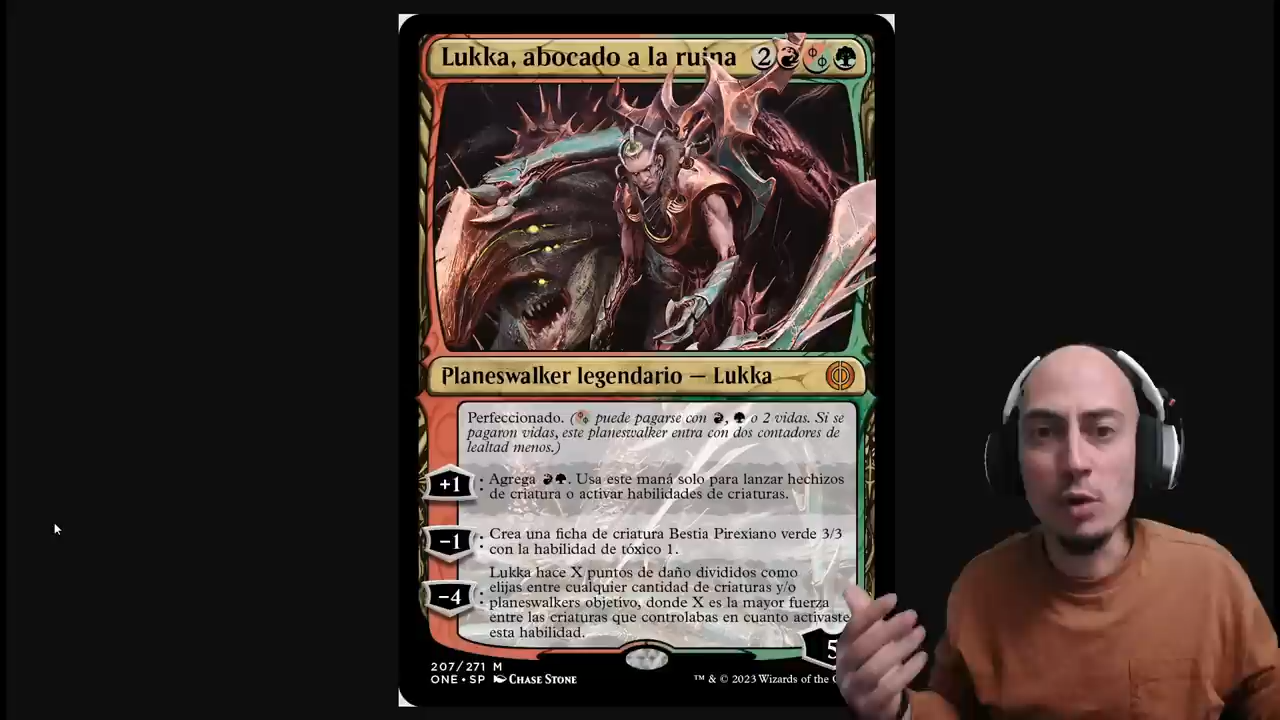 Lukka, abocado a la ruina 2
Planeswalker legendario — Lukka
Perfeccionado. ( puede pagarse con , o 2 vidas. Si se
pagaron vidas, este planeswalker entra con dos contadores de
lealtad menos.)
+1 : Agrega . Usa este maná solo para lanzar hechizos
de criatura o activar habilidades de criaturas.
−1 : Crea una ficha de criatura Bestia Pirexiano verde 3/3
con la habilidad de tóxico 1.
Lukka hace X puntos de daño divididos como
elijas entre cualquier cantidad de criaturas y/o
−4 : planeswalkers objetivo, donde X es la mayor fuerza
entre las criaturas que controlabas en cuanto activaste
esta habilidad.
5
207/271 M
ONE • SP Chase Stone
™ & © 2023 Wizards of the